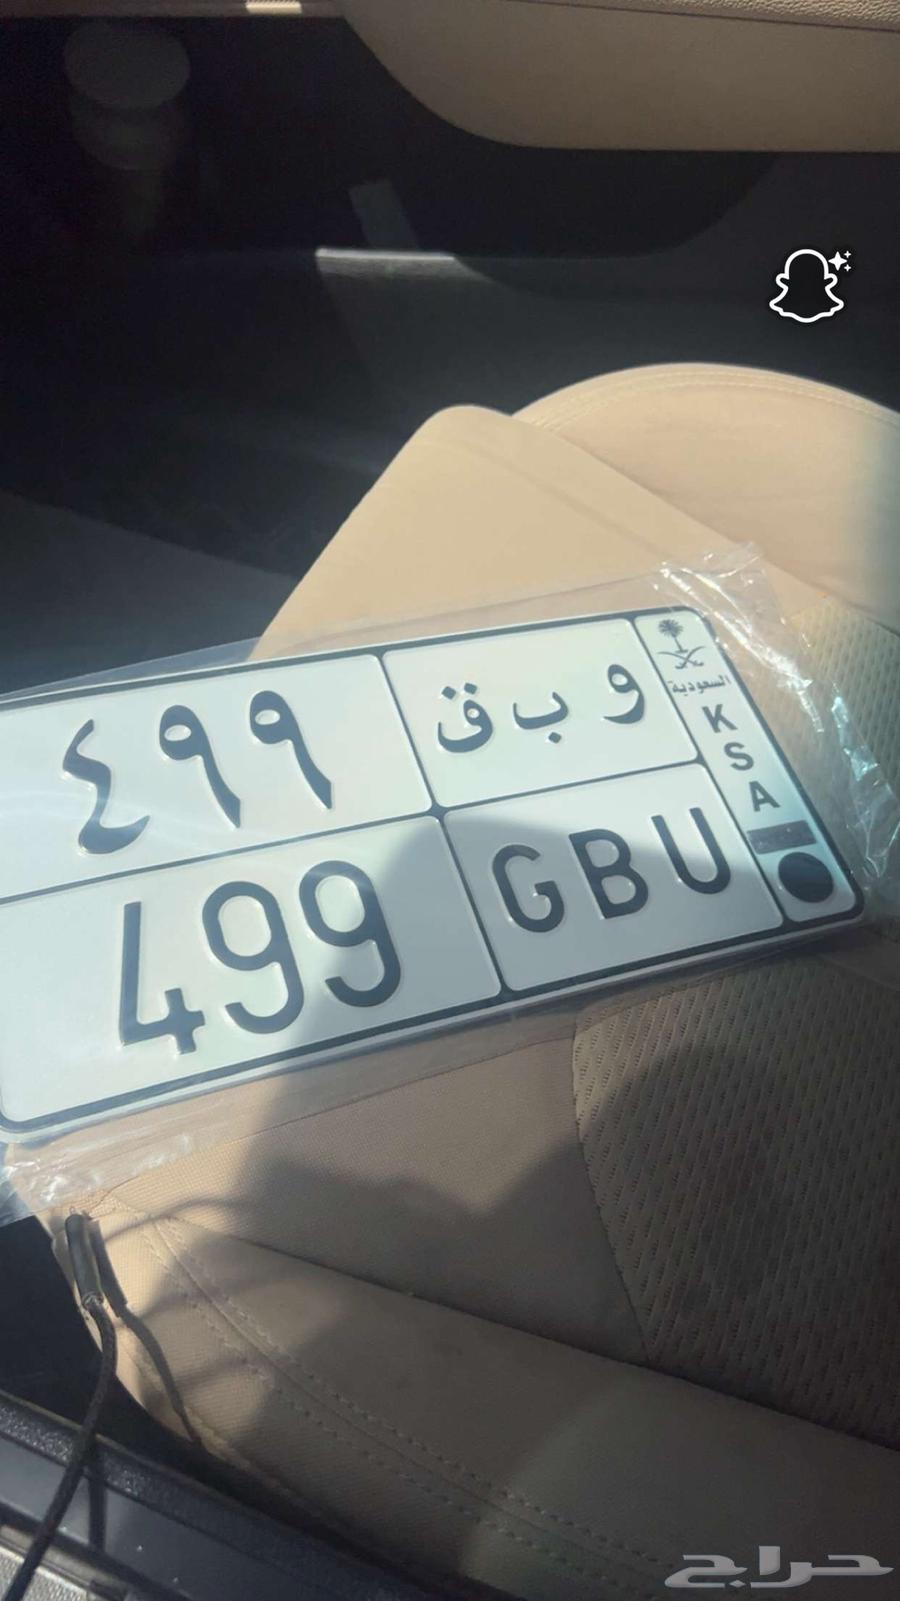 ٤٩٩ و ب ق
499 GBU
السعودية
K
S
A
حراج